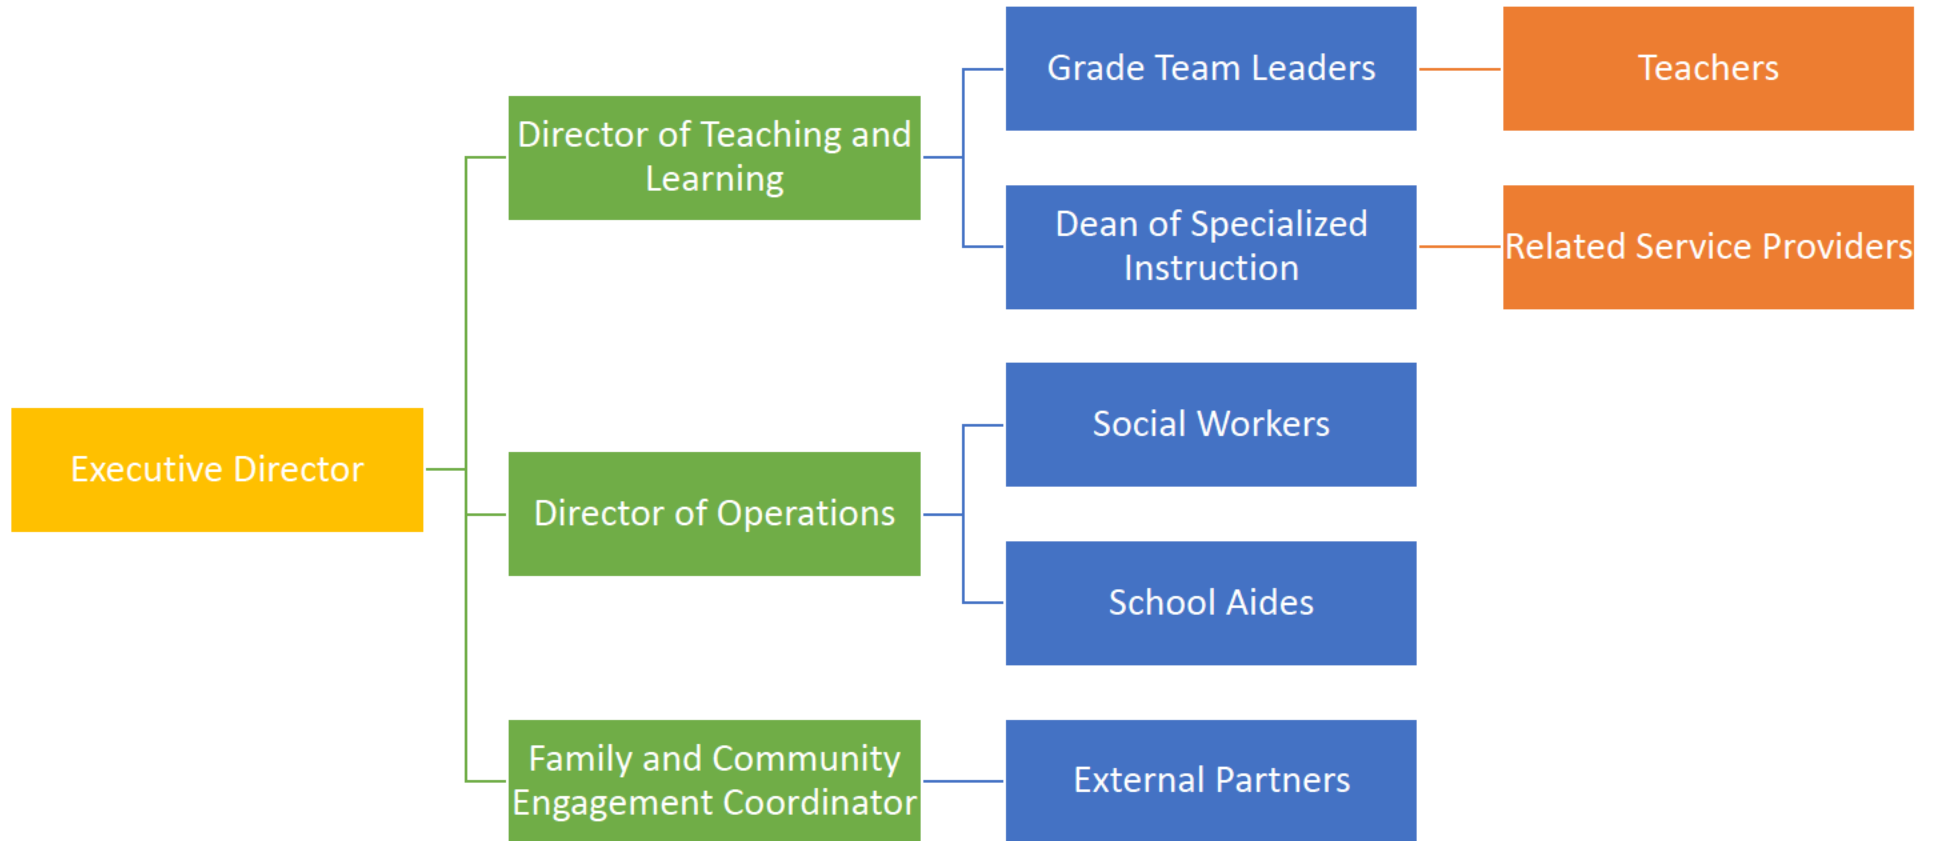 Executive Director
Director of Teaching and
Learning
Grade Team Leaders
Teachers
Dean of Specialized
Instruction
Related Service Providers
Director of Operations
Social Workers
School Aides
Family and Community
Engagement Coordinator
External Partners